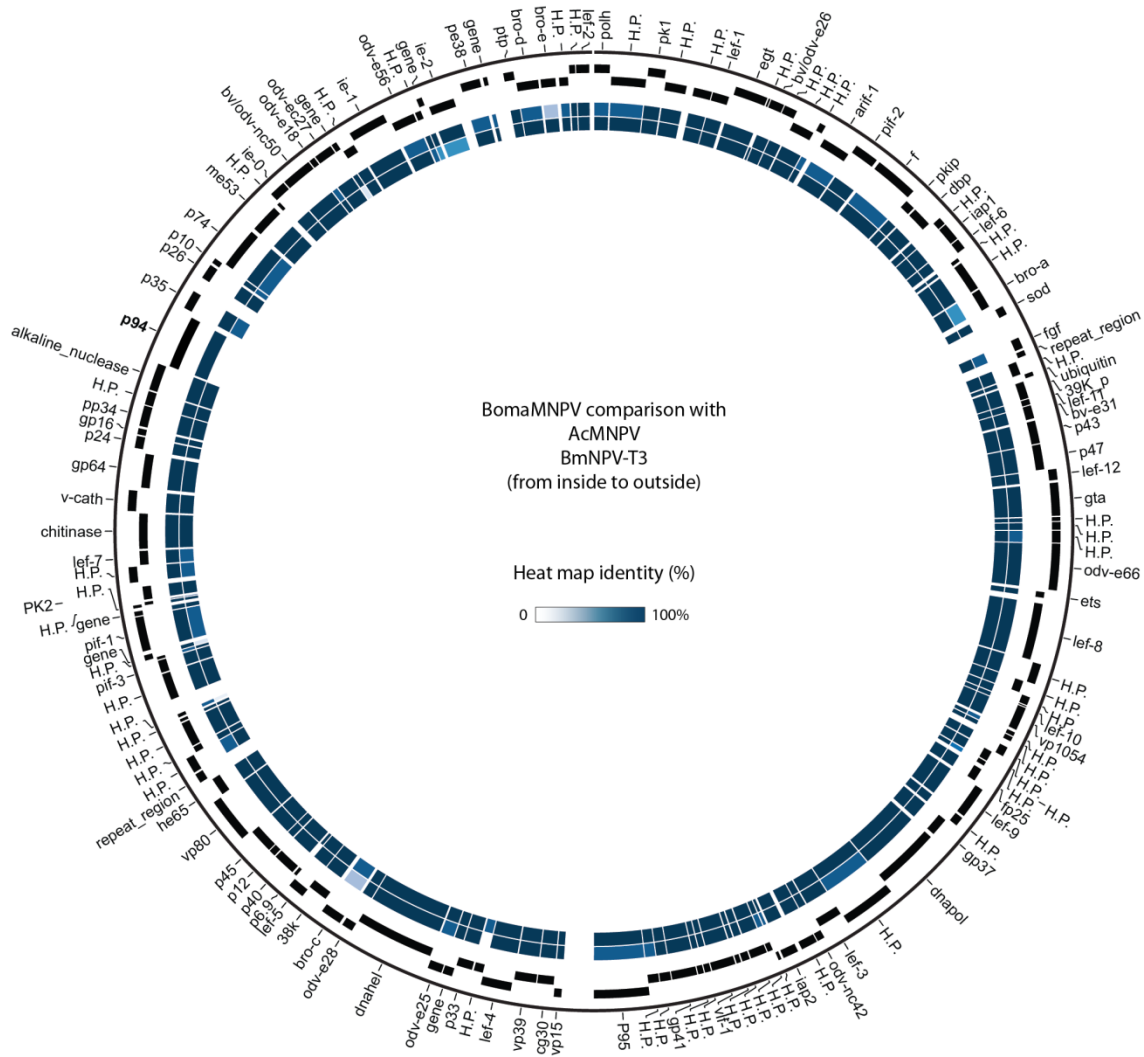 BomaMNPV comparison with
AcMNPV
BmNPV-T3
(from inside to outside)
Heat map identity (%)
0
100%
polh
H.P.
pk1
H.P.
H.P.
lef-1
egt
H.P.
bv/odv-e26
H.P.
H.P.
H.P.
arif-1
pif-2
f
pkip
dbp
H.P.
iap1
lef-6
H.P.
H.P.
bro-a
sod
fgf
repeat_region
H.P.
ubiquitin
39K_p
lef-11
bv-e31
p43
p47
lef-12
gta
H.P.
H.P.
H.P.
odv-e66
ets
lef-8
H.P.
H.P.
H.P.
lef-10
vp1054
H.P.
H.P.
H.P.
H.P.
H.P.
fp25
lef-9
H.P.
gp37
dnapol
H.P.
lef-3
odv-nc42
H.P.
iap2
H.P.
H.P.
H.P.
vlf-1
H.P.
H.P.
gp41
H.P.
H.P.
P95
vp15
cg30
vp39
lef-4
H.P.
p33
gene
odv-e25
dnahel
odv-e28
bro-c
38k
lef-5
p6.9
p40
p12
p45
vp80
he65
repeat_region
H.P.
H.P.
H.P.
H.P.
H.P.
H.P.
pif-3
H.P.
gene
pif-1
H.P.
gene
PK2
H.P.
H.P.
lef-7
chitinase
v-cath
gp64
p24
gp16
pp34
H.P.
alkaline_nuclease
p94
p35
p26
p10
p74
me53
H.P.
ie-0
bv/odv-nc50
odv-e18
odv-ec27
gene
H.P.
ie-1
odv-e56
H.P.
gene
ie-2
pe38
gene
ptp
bro-d
bro-e
H.P.
H.P.
lef-2